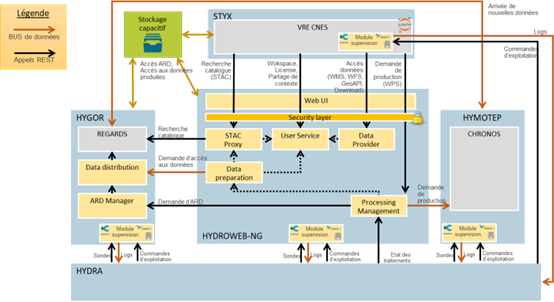 Légende
BUS de données
Appels REST
Stockage
capacitif
STYX
VRE CNES
Module
supervision
Arrivée de
nouvelles données
Logs
Commandes
d'exploitation
Accès ARD,
Accès aux données
produites
Recherche
catalogue
(STAC)
Wokspace,
License,
Partage de
contexte
Accès
données
(WMS, WFS,
GeoAPI,
Download)
Demande
de
production
(WPS)
Web UI
Security layer
HYGOR
REGARDS
Recherche
catalogue
STAC
Proxy
User Service
Data
Provider
HYMOTEP
CHRONOS
Data distribution
Demande d'accès
aux données
Data
preparation
Demande
de
production
ARD Manager
Demande d'ARD
Processing
Management
Module
supervision
HYDROWEB-NG
Module
supervision
Module
supervision
Sondes
Logs
Commandes
d'exploitation
Sondes
Logs
Commandes
d'exploitation
Etat des
traitements
Sondes
Logs
Commandes
d'exploitation
HYDRA